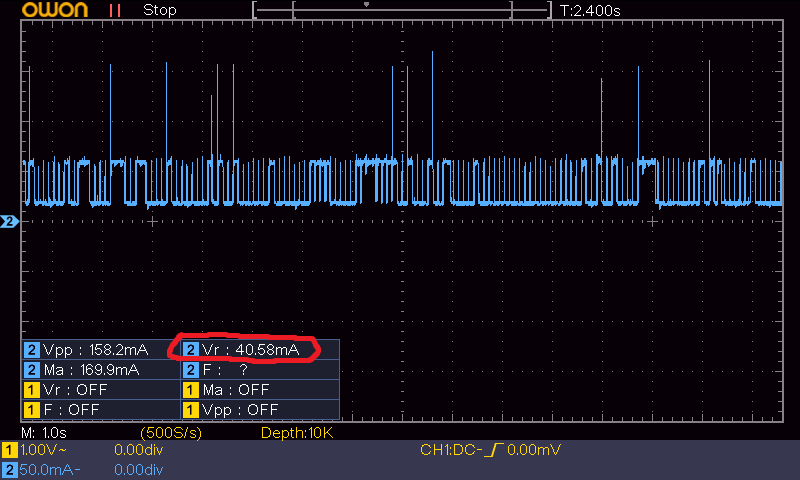 OWON Stop T:2.400s
2
2 Vpp : 158.2mA 2 Vr : 40.58mA
2 Ma : 169.9mA 2 F : ?
1 Vr : OFF 1 Ma : OFF
1 F : OFF 1 Vpp : OFF
M: 1.0s (500S/s) Depth:10K
1 1.00V~ 0.00div CH1:DC- 0.00mV
2 50.0mA- 0.00div